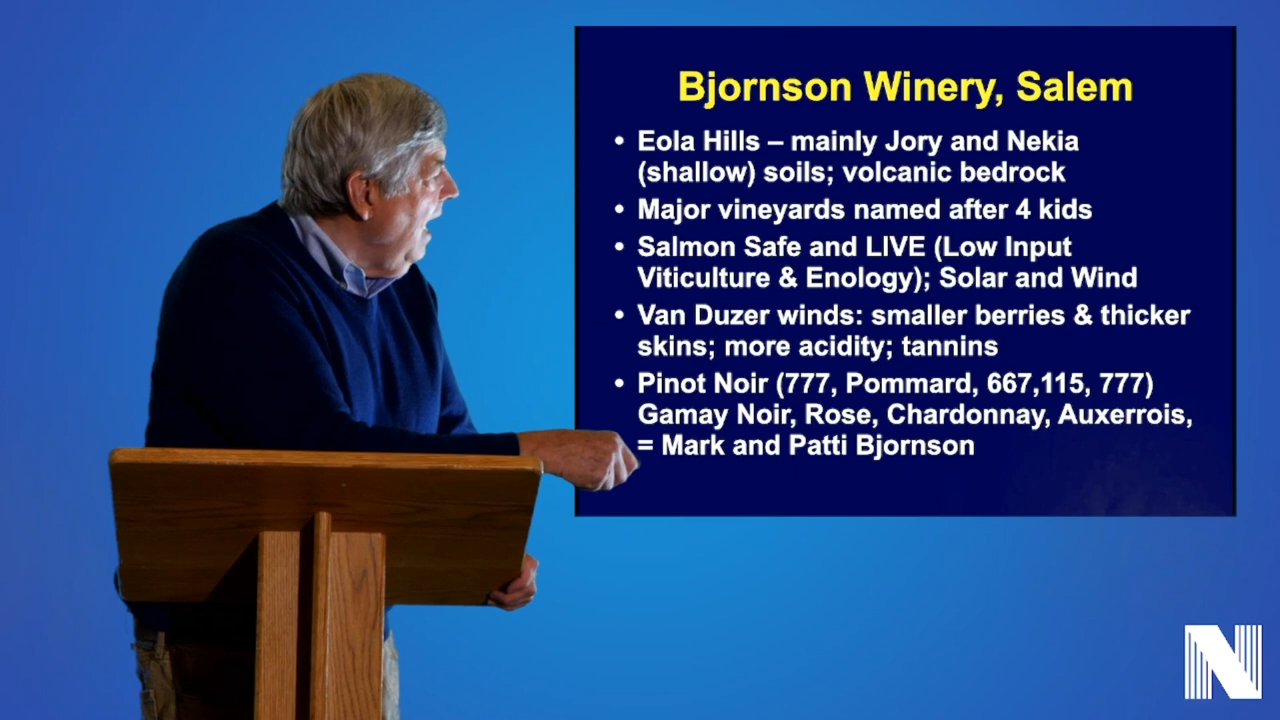 Bjornson Winery, Salem
• Eola Hills – mainly Jory and Nekia
(shallow) soils; volcanic bedrock
• Major vineyards named after 4 kids
• Salmon Safe and LIVE (Low Input
Viticulture & Enology); Solar and Wind
• Van Duzer winds: smaller berries & thicker
skins; more acidity; tannins
• Pinot Noir (777, Pommard, 667,115, 777)
Gamay Noir, Rose, Chardonnay, Auxerrois,
= Mark and Patti Bjornson
N